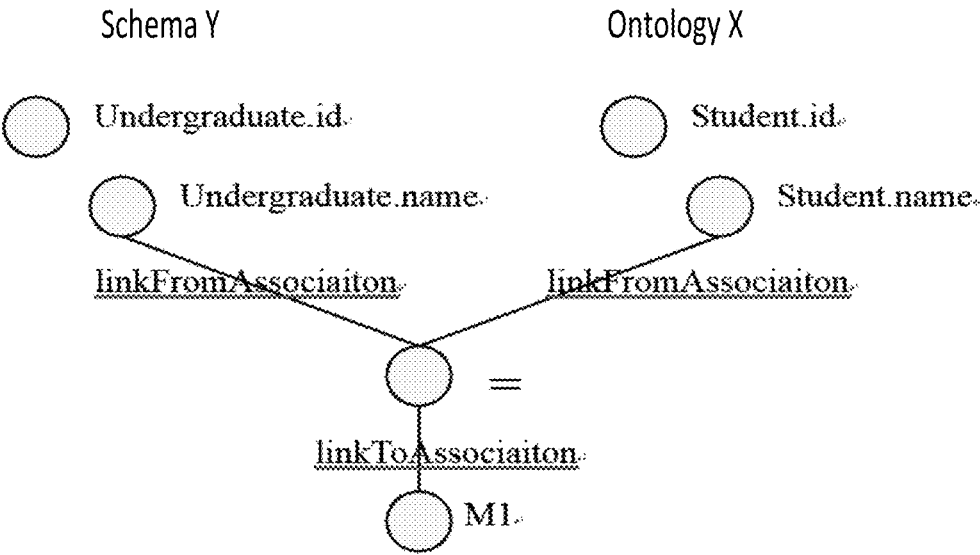 Schema Y
Ontology X
Undergraduate.id
Student.id
Undergraduate.name
Student.name
linkFromAssociaiton
linkFromAssociaiton
=
linkToAssociaiton
M1